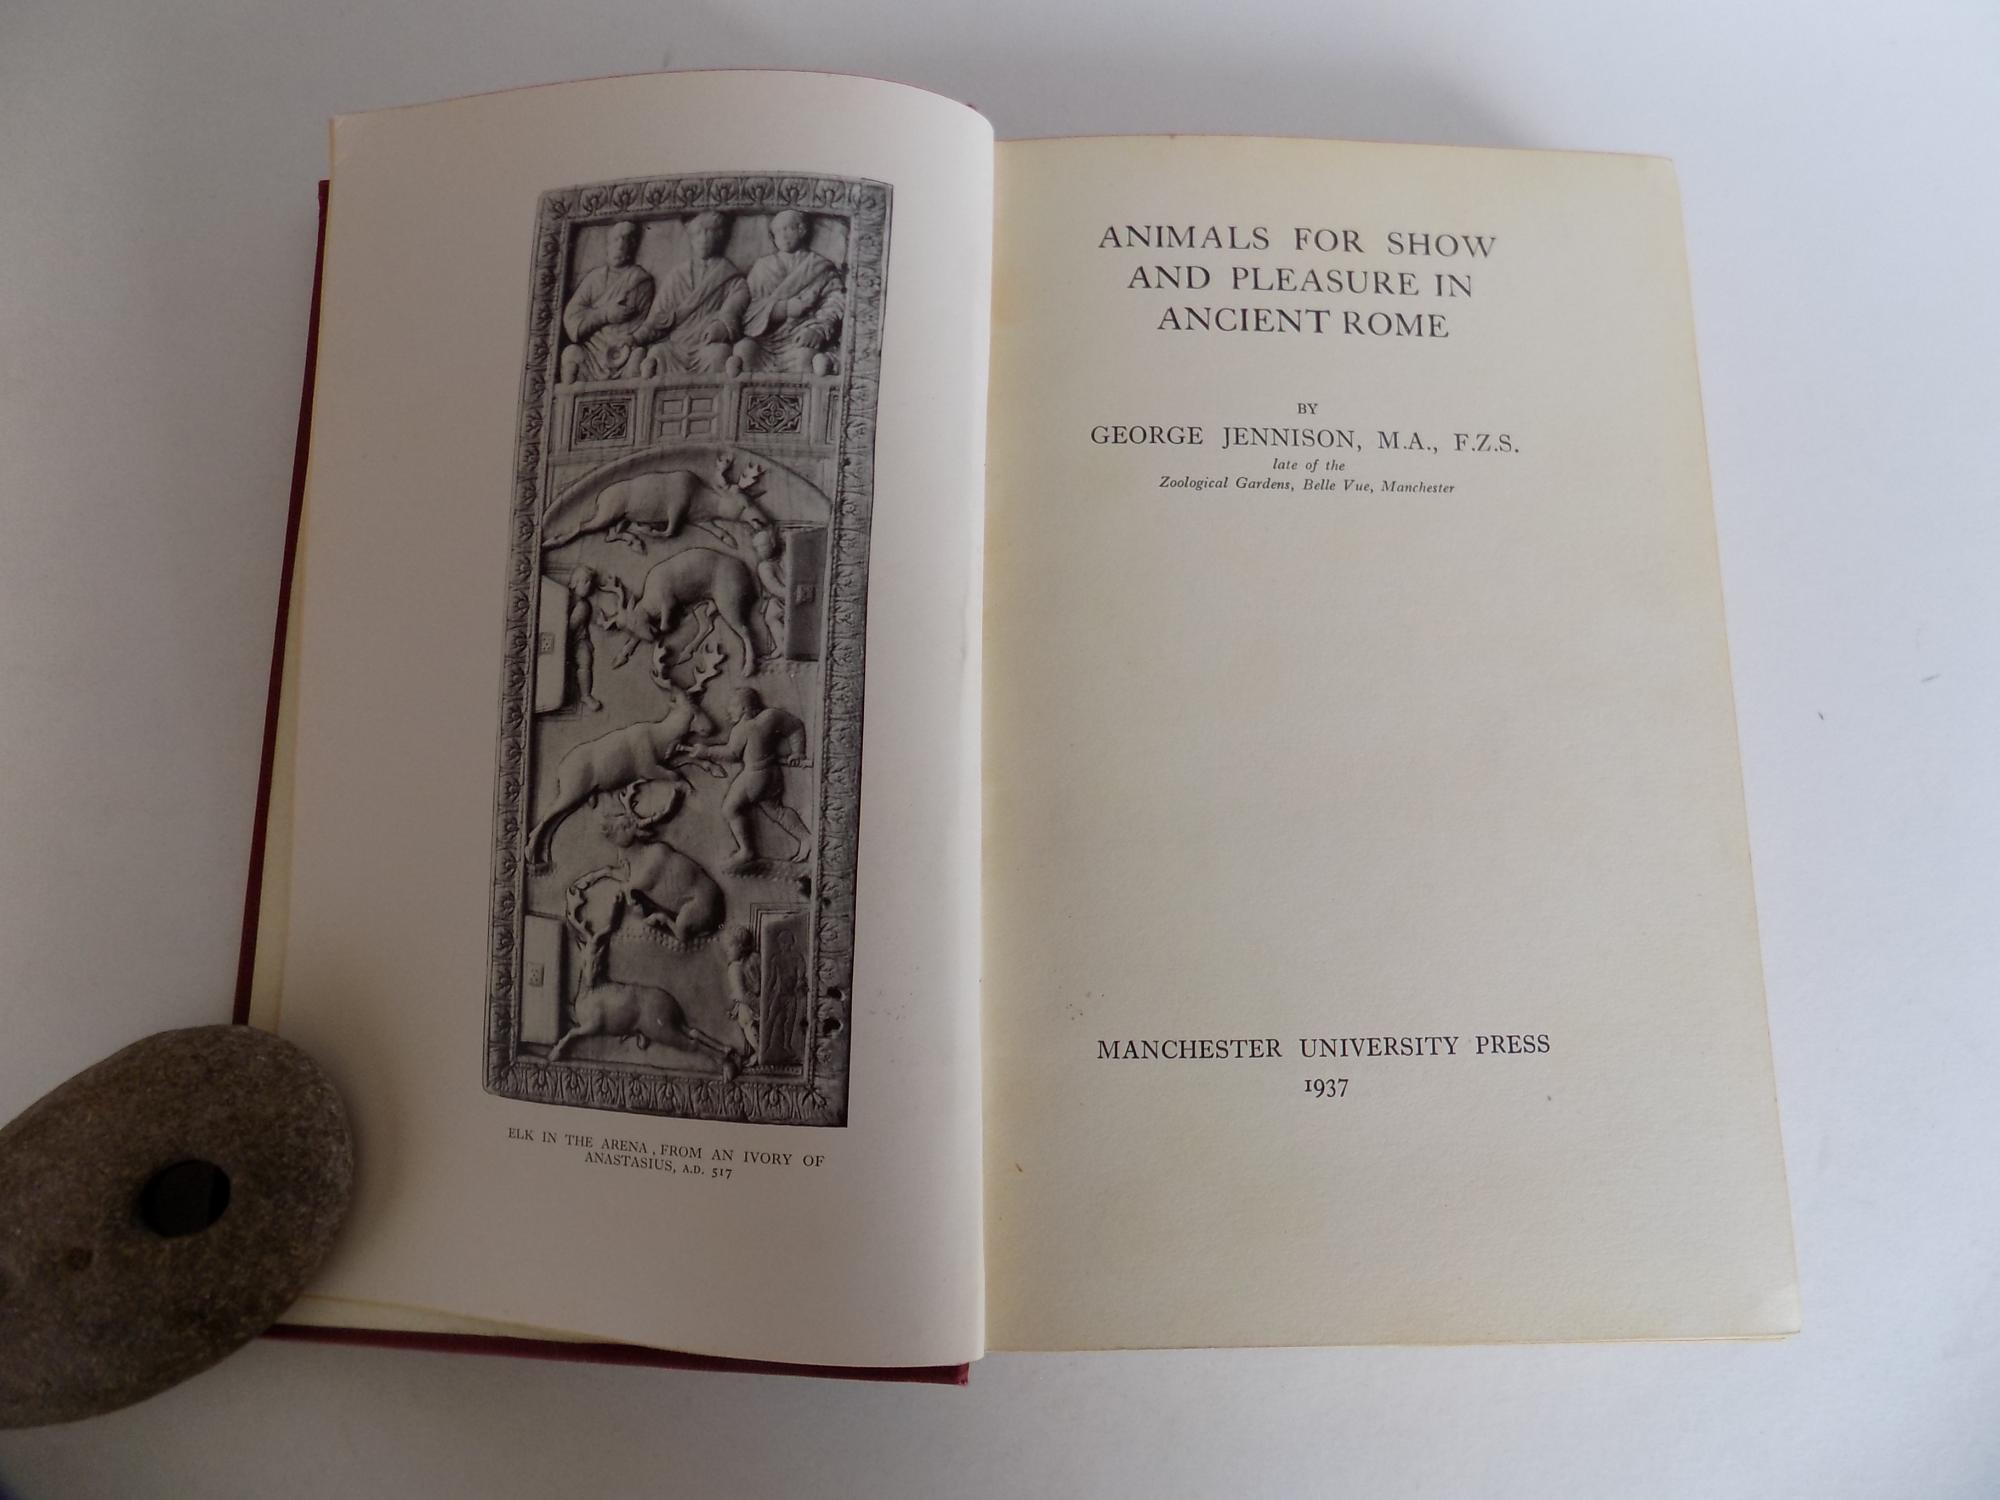 ELK IN THE ARENA, FROM AN IVORY OF
ANASTASIUS, A.D. 517
ANIMALS FOR SHOW
AND PLEASURE IN
ANCIENT ROME
BY
GEORGE JENNISON, M.A., F.Z.S.
late of the
Zoological Gardens, Belle Vue, Manchester
MANCHESTER UNIVERSITY PRESS
1937